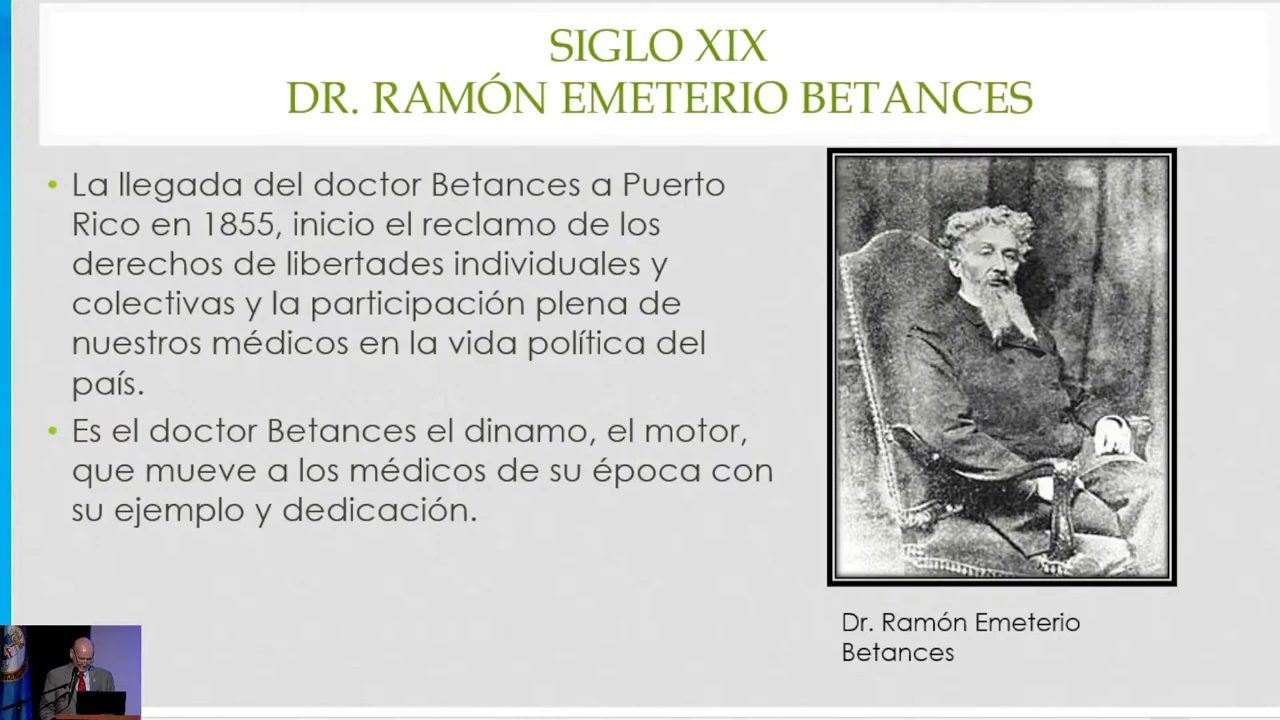 SIGLO XIX
DR. RAMÓN EMETERIO BETANCES
• La llegada del doctor Betances a Puerto
Rico en 1855, inicio el reclamo de los
derechos de libertades individuales y
colectivas y la participación plena de
nuestros médicos en la vida política del
país.
• Es el doctor Betances el dinamo, el motor,
que mueve a los médicos de su época con
su ejemplo y dedicación.
Dr. Ramón Emeterio
Betances